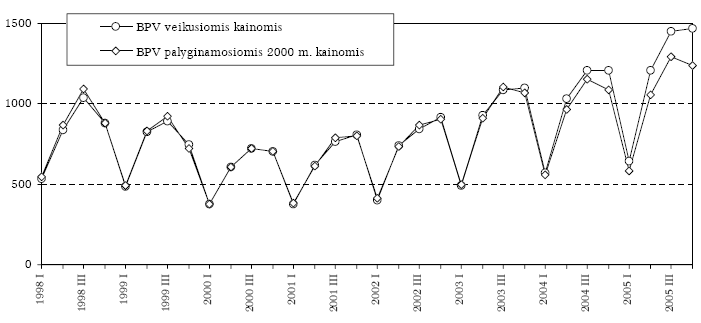 1500
BPV veikusiomis kainomis
BPV palyginamosiomis 2000 m. kainomis
1000
500
0
1998 I
1998 III
1999 I
1999 III
2000 I
2000 III
2001 I
2001 III
2002 I
2002 III
2003 I
2003 III
2004 I
2004 III
2005 I
2005 III